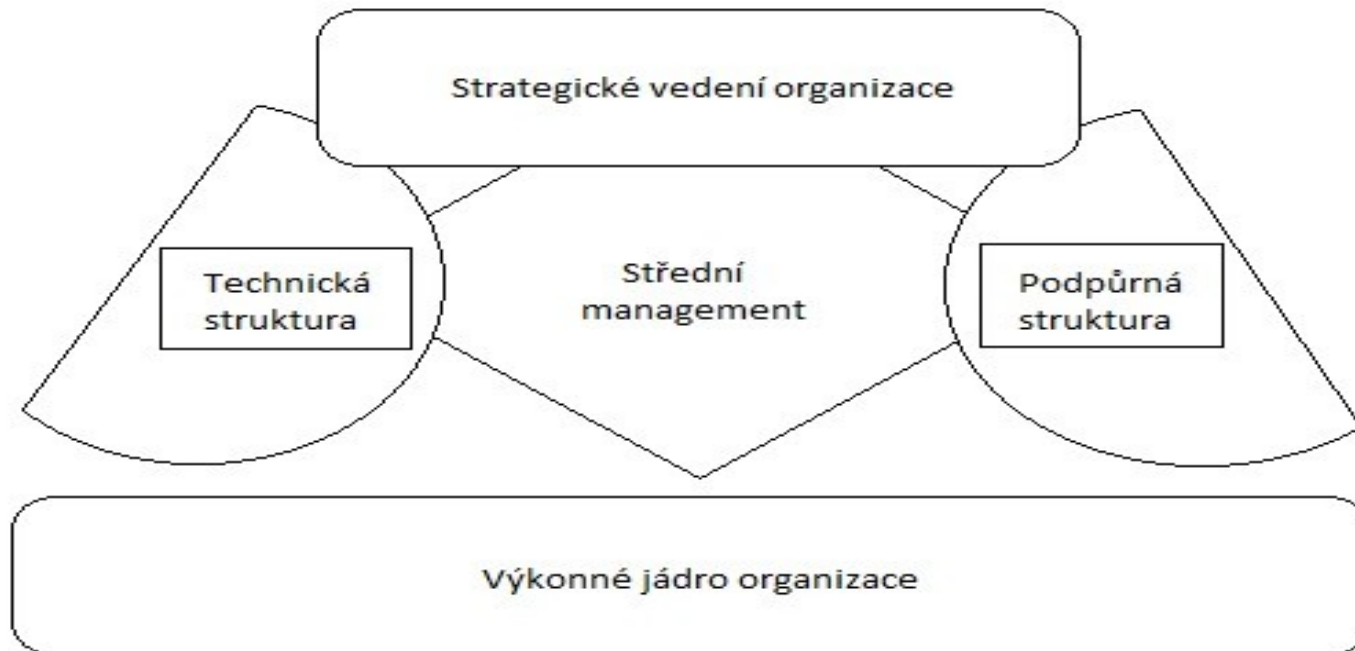 Strategické vedení organizace
Technická
struktura
Střední
management
Podpůrná
struktura
Výkonné jádro organizace